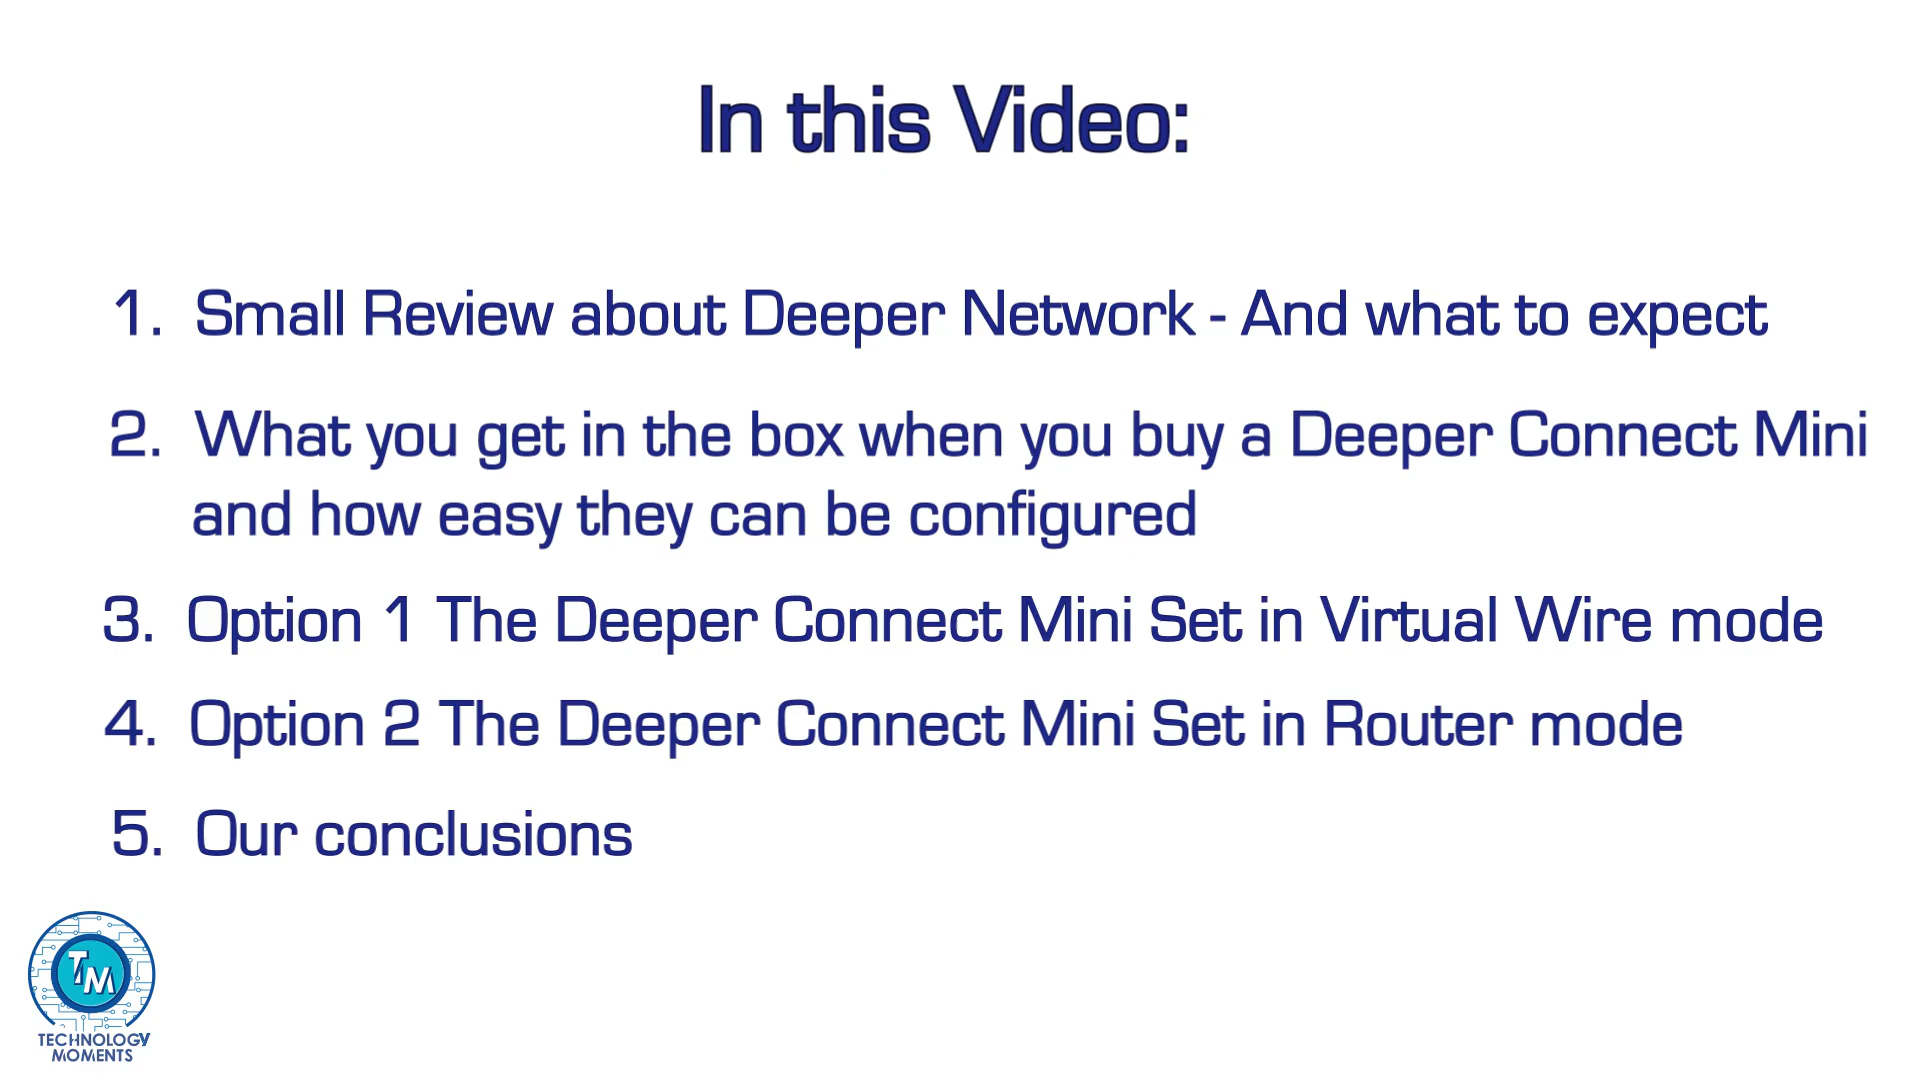 In this Video:
1. Small Review about Deeper Network - And what to expect
2. What you get in the box when you buy a Deeper Connect Mini
and how easy they can be configured
3. Option 1 The Deeper Connect Mini Set in Virtual Wire mode
4. Option 2 The Deeper Connect Mini Set in Router mode
5. Our conclusions
TM
TECHNOLOGY
MOMENTS